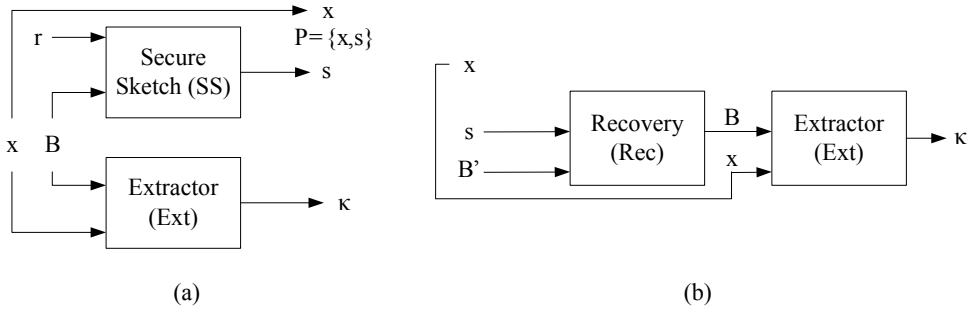 x
r
P={x,s}
Secure
Sketch (SS)
s
x
B
Extractor
(Ext)
κ
(a)
x
s
B'
Recovery
(Rec)
B
x
Extractor
(Ext)
κ
(b)